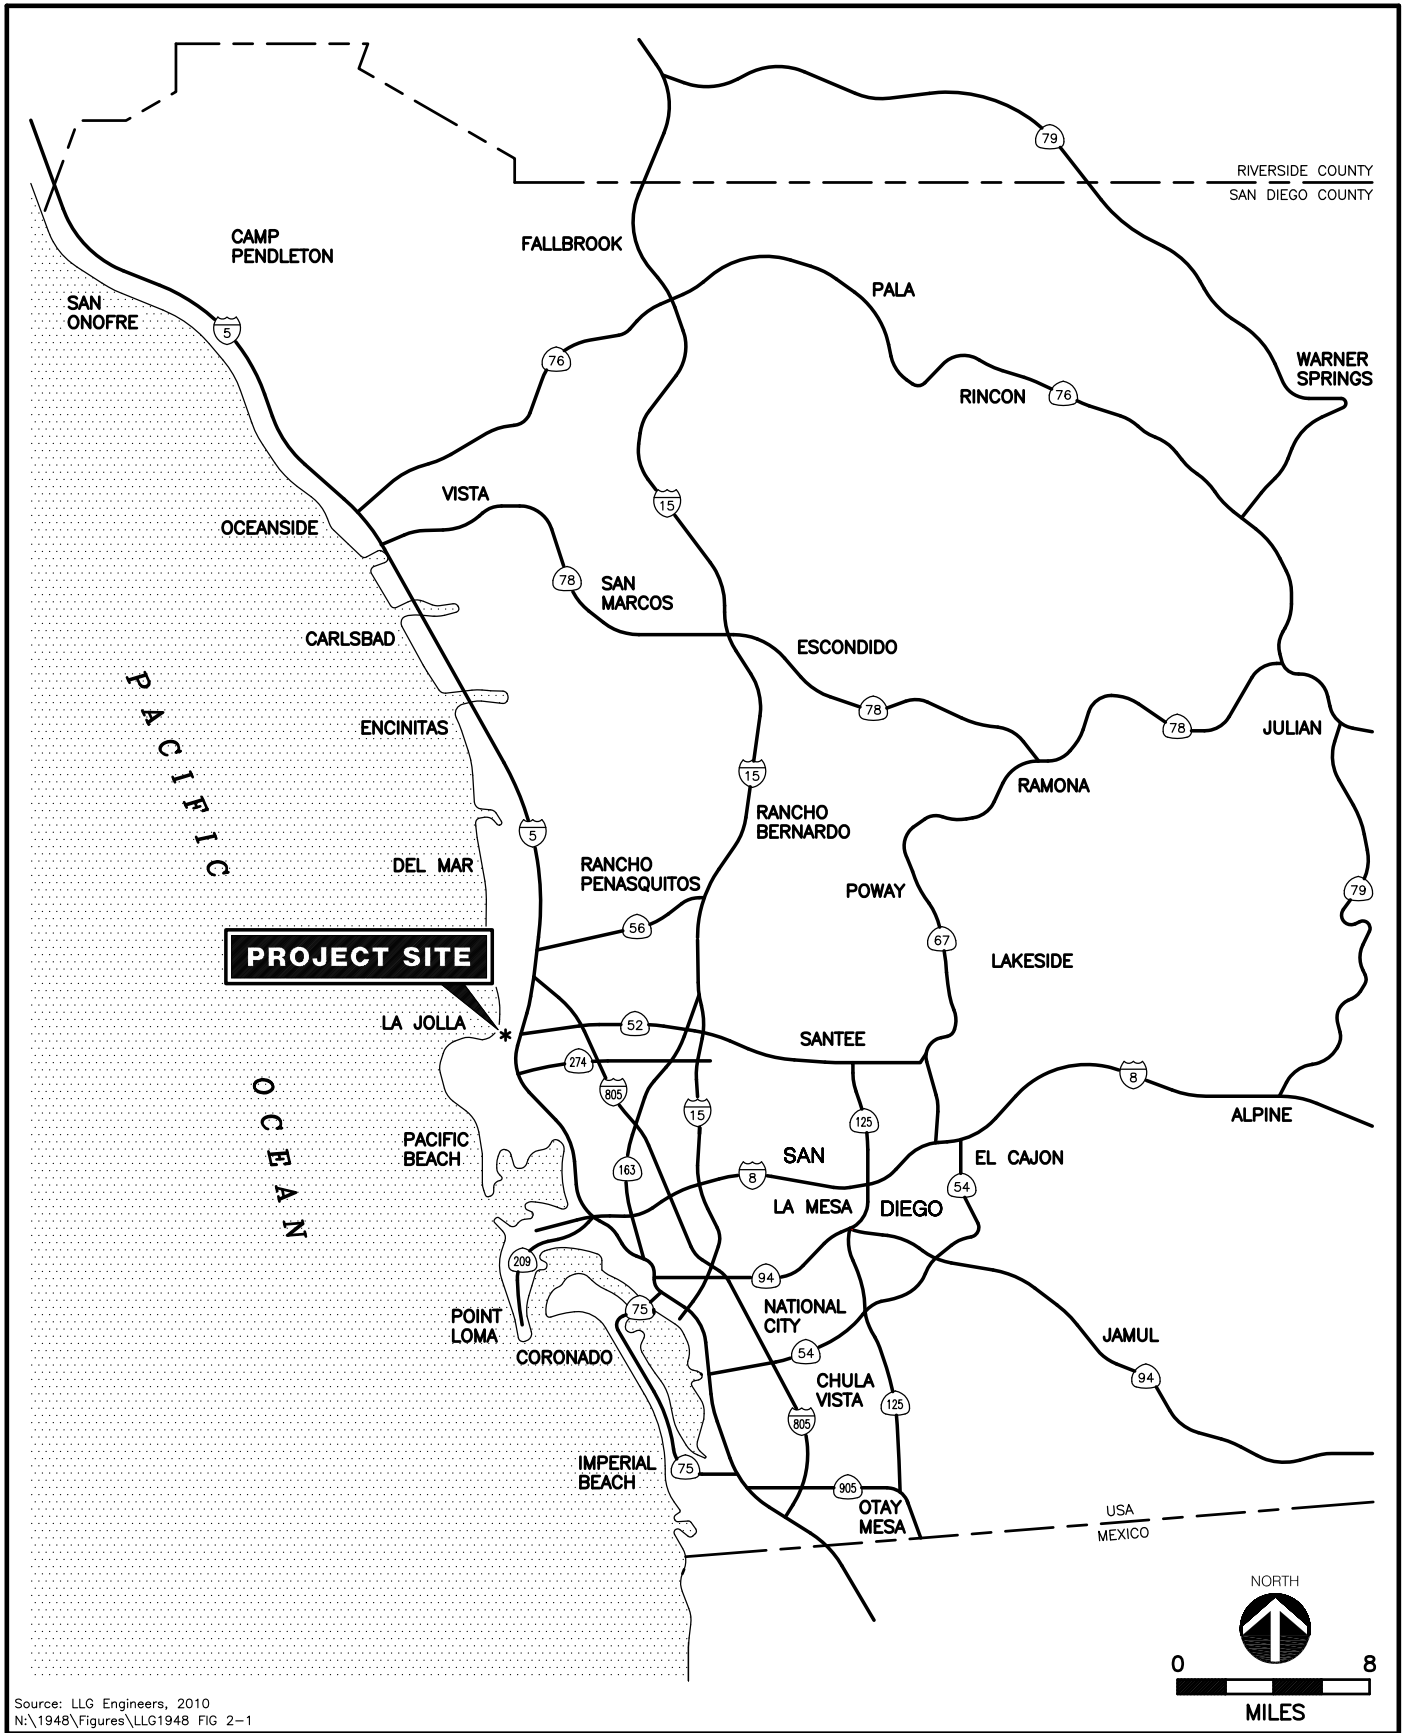 79
RIVERSIDE COUNTY
SAN DIEGO COUNTY
CAMP
PENDLETON
FALLBROOK
PALA
SAN
ONOFRE
5
76
WARNER
SPRINGS
RINCON
76
VISTA
15
OCEANSIDE
78
SAN
MARCOS
CARLSBAD
ESCONDIDO
PACIFIC
ENCINITAS
78
78
JULIAN
15
RAMONA
RANCHO
BERNARDO
5
DEL MAR
RANCHO
PENASQUITOS
POWAY
79
56
67
PROJECT SITE
LAKESIDE
LA JOLLA
*
52
SANTEE
274
8
805
OCEAN
15
125
ALPINE
PACIFIC
BEACH
SAN
EL CAJON
163
8
54
LA MESA
DIEGO
209
94
75
NATIONAL
CITY
POINT
LOMA
JAMUL
CORONADO
54
94
CHULA
VISTA
125
805
IMPERIAL
BEACH
75
905
OTAY
MESA
USA
MEXICO
NORTH
0 8
MILES
Source: LLG Engineers, 2010
N:\1948\Figures\LLG1948 FIG 2-1